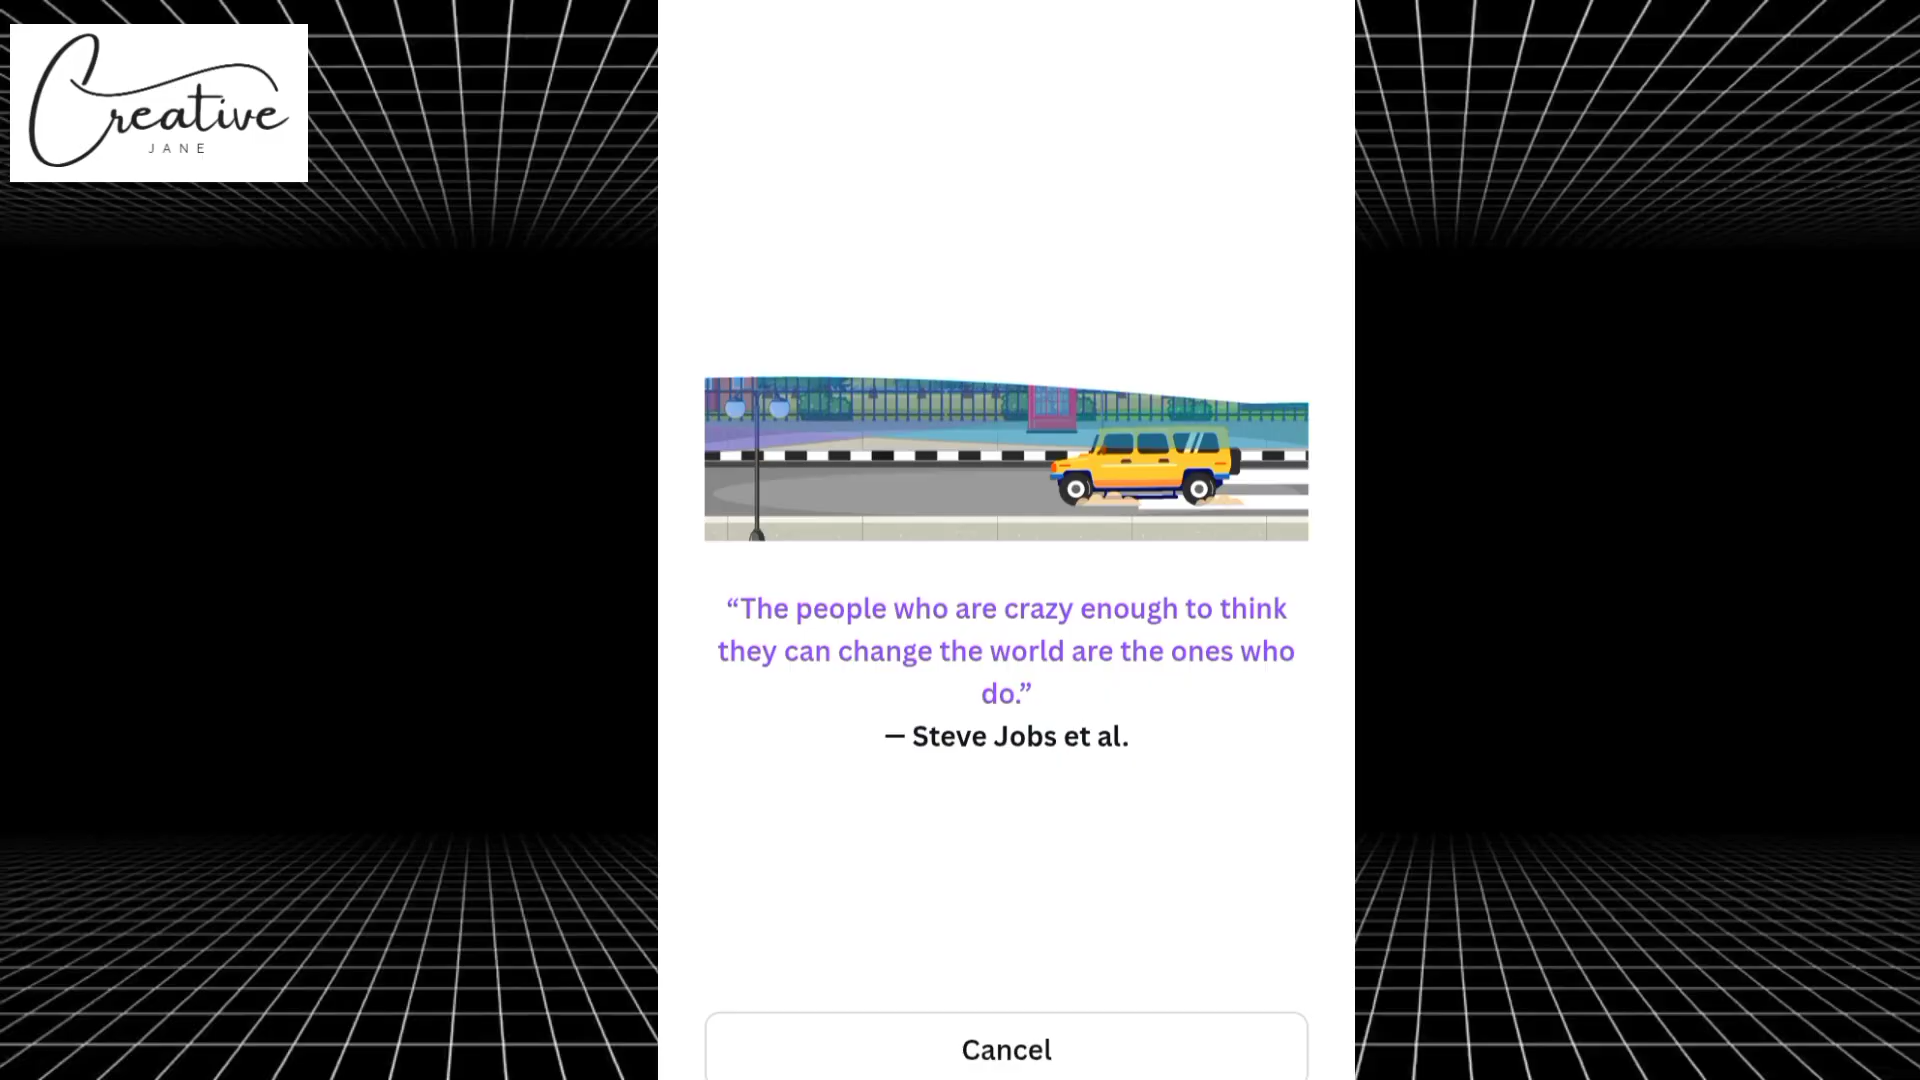 Creative
JANE
“The people who are crazy enough to think
they can change the world are the ones who
do.”
— Steve Jobs et al.
Cancel